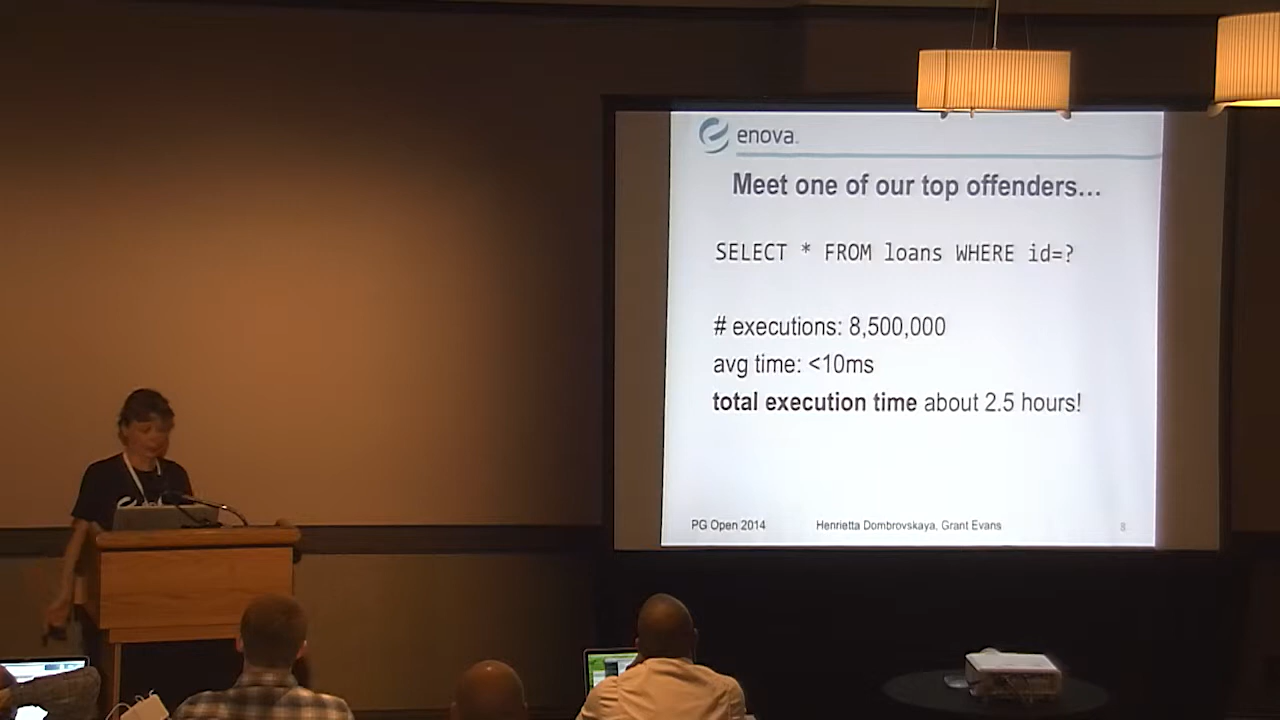 enova
Meet one of our top offenders...
SELECT * FROM loans WHERE id=?
# executions: 8,500,000
avg time: <10ms
total execution time about 2.5 hours!
PG Open 2014 Henrietta Dombrovskaya, Grant Evans 8